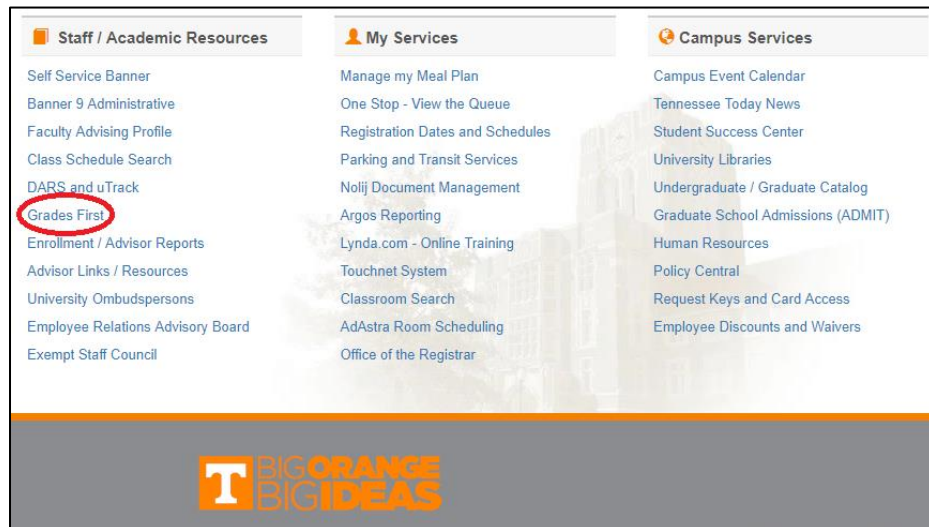 Staff / Academic Resources
Self Service Banner
Banner 9 Administrative
Faculty Advising Profile
Class Schedule Search
DARS and uTrack
Grades First
Enrollment / Advisor Reports
Advisor Links / Resources
University Ombudspersons
Employee Relations Advisory Board
Exempt Staff Council
My Services
Manage my Meal Plan
One Stop - View the Queue
Registration Dates and Schedules
Parking and Transit Services
Nolij Document Management
Argos Reporting
Lynda.com - Online Training
Touchnet System
Classroom Search
AdAstra Room Scheduling
Office of the Registrar
Campus Services
Campus Event Calendar
Tennessee Today News
Student Success Center
University Libraries
Undergraduate / Graduate Catalog
Graduate School Admissions (ADMIT)
Human Resources
Policy Central
Request Keys and Card Access
Employee Discounts and Waivers
T
BIG ORANGE
BIG IDEAS